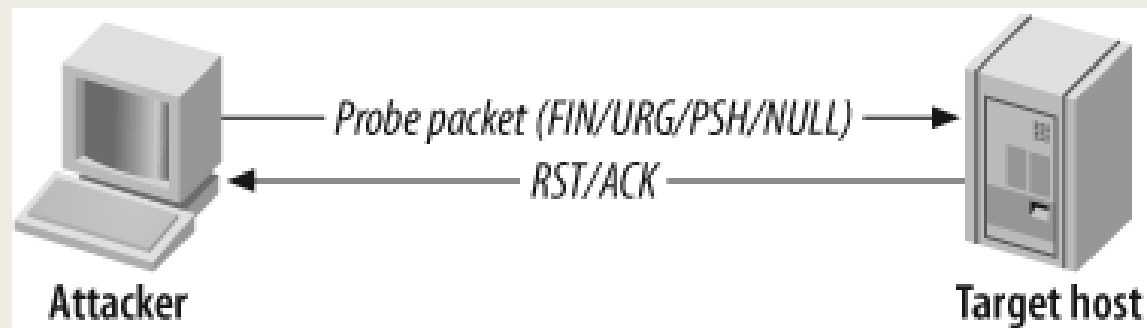 Probe packet (FIN/URG/PSH/NULL)
RST/ACK
Attacker
Target host